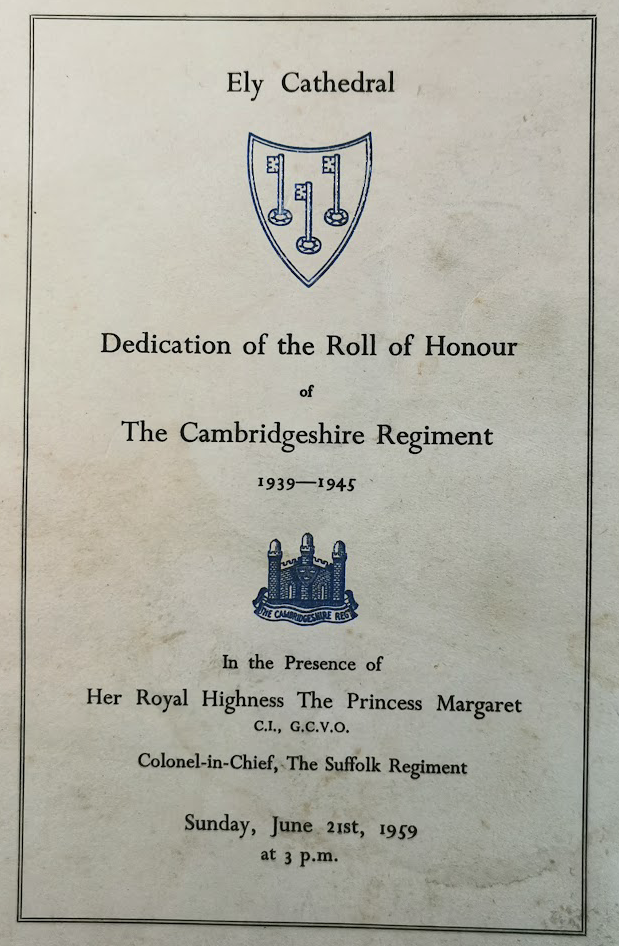 Ely Cathedral
Dedication of the Roll of Honour
of
The Cambridgeshire Regiment
1939—1945
THE CAMBRIDGESHIRE REGT
In the Presence of
Her Royal Highness The Princess Margaret
C.I., G.C.V.O.
Colonel-in-Chief, The Suffolk Regiment
Sunday, June 21st, 1959
at 3 p.m.